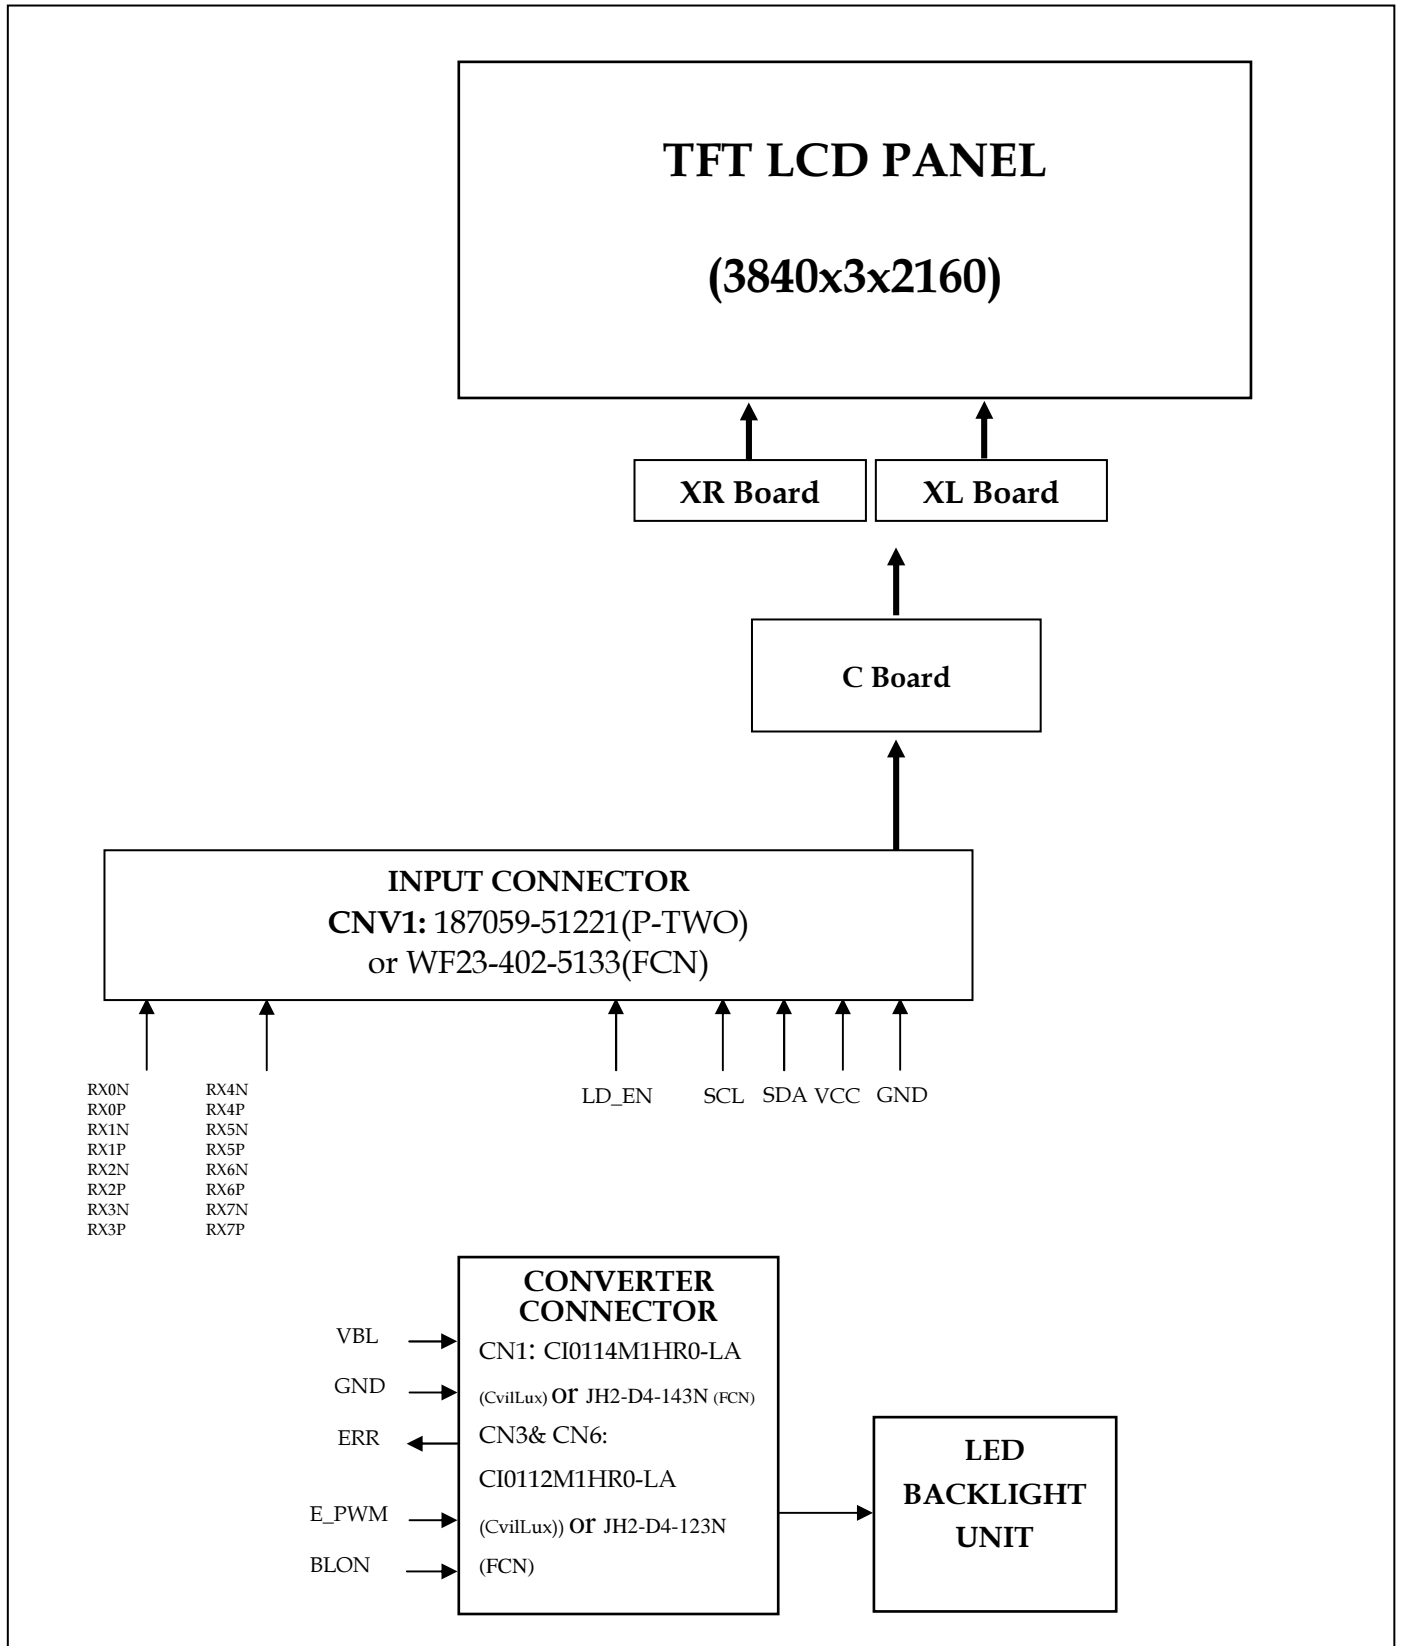 TFT LCD PANEL
(3840x3x2160)
XR Board
XL Board
C Board
INPUT CONNECTOR
CNV1: 187059-51221(P-TWO)
or WF23-402-5133(FCN)
RX0N
RX0P
RX1N
RX1P
RX2N
RX2P
RX3N
RX3P
RX4N
RX4P
RX5N
RX5P
RX6N
RX6P
RX7N
RX7P
LD_EN
SCL
SDA
VCC
GND
VBL
GND
ERR
E_PWM
BLON
CONVERTER
CONNECTOR
CN1: CI0114M1HR0-LA
(CvilLux) or JH2-D4-143N (FCN)
CN3& CN6:
CI0112M1HR0-LA
(CvilLux)) or JH2-D4-123N
(FCN)
LED
BACKLIGHT
UNIT